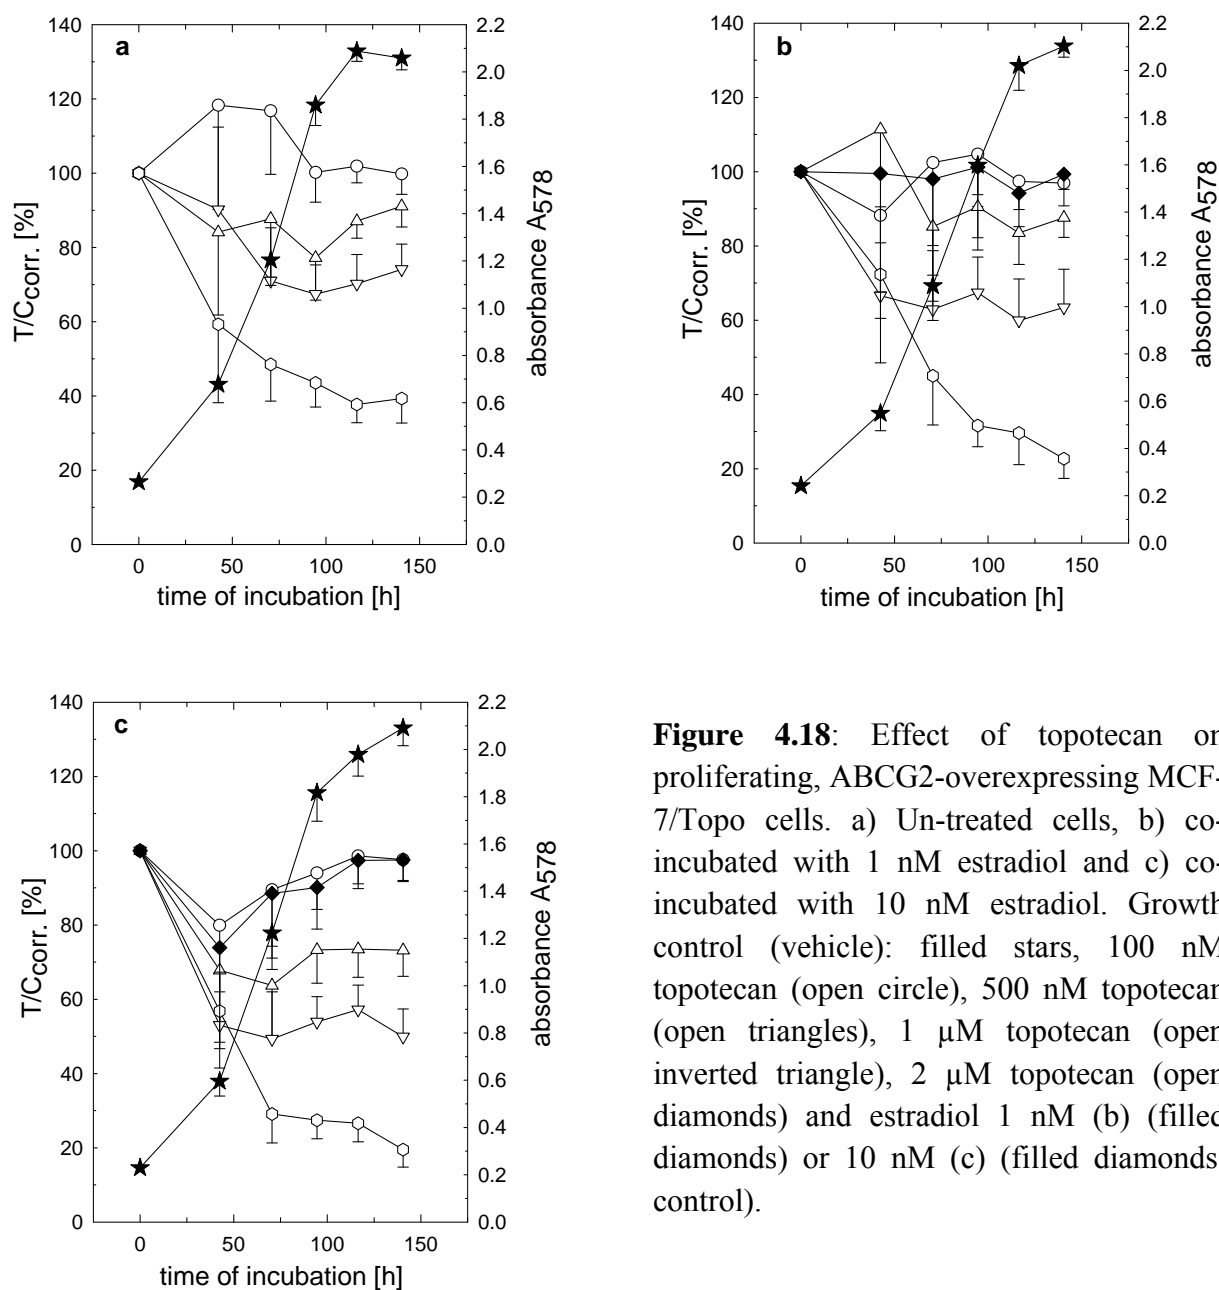 a
140
120
100
80
60
40
20
0
T/Ccorr. [%]
2.2
2.0
1.8
1.6
1.4
1.2
1.0
0.8
0.6
0.4
0.2
0.0
absorbance A578
0 50 100 150
time of incubation [h]
b
140
120
100
80
60
40
20
0
T/Ccorr. [%]
2.2
2.0
1.8
1.6
1.4
1.2
1.0
0.8
0.6
0.4
0.2
0.0
absorbance A578
0 50 100 150
time of incubation [h]
c
140
120
100
80
60
40
20
0
T/Ccorr. [%]
2.2
2.0
1.8
1.6
1.4
1.2
1.0
0.8
0.6
0.4
0.2
0.0
absorbance A578
0 50 100 150
time of incubation [h]
Figure 4.18: Effect of topotecan on
proliferating, ABCG2-overexpressing MCF-
7/Topo cells. a) Un-treated cells, b) co-
incubated with 1 nM estradiol and c) co-
incubated with 10 nM estradiol. Growth
control (vehicle): filled stars, 100 nM
topotecan (open circle), 500 nM topotecan
(open triangles), 1 µM topotecan (open
inverted triangle), 2 µM topotecan (open
diamonds) and estradiol 1 nM (b) (filled
diamonds) or 10 nM (c) (filled diamonds
control).